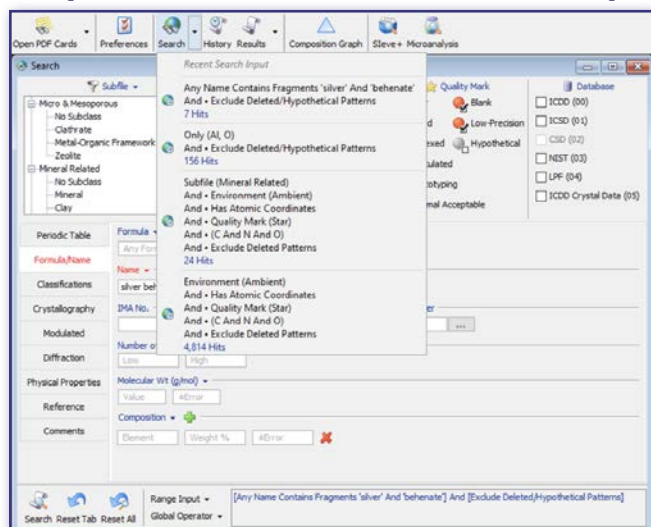 Open PDF Cards
Preferences
Search
History
Results
Composition Graph
SIeve+
Microanalysis
Search
Recent Search Input
Any Name Contains Fragments 'silver' And 'behenate'
And • Exclude Deleted/Hypothetical Patterns
7 Hits
Only (Al, O)
And • Exclude Deleted/Hypothetical Patterns
156 Hits
Subfile (Mineral Related)
And • Environment (Ambient)
And • Has Atomic Coordinates
And • Quality Mark (Star)
And • (C And N And O)
And • Exclude Deleted Patterns
24 Hits
Environment (Ambient)
And • Has Atomic Coordinates
And • Quality Mark (Star)
And • (C And N And O)
And • Exclude Deleted Patterns
4,814 Hits
Subfile
Micro & Mesoporous
No Subclass
Clathrate
Metal-Organic Framework
Zeolite
Mineral Related
No Subclass
Mineral
Clay
Quality Mark
Blank
Low-Precision
Hypothetical
Database
ICDD (00)
ICSD (01)
CSD (02)
NIST (03)
LPF (04)
ICDD Crystal Data (05)
Periodic Table
Formula/Name
Classifications
Crystallography
Modulated
Diffraction
Physical Properties
Reference
Comments
Formula
Any For
Name
silver beh
IMA No.
...
Number o
Low
High
Molecular Wt (g/mol)
Value
±Error
Composition
Element
Weight %
±Error
Search
Reset Tab
Reset All
Range Input
Global Operator
[Any Name Contains Fragments 'silver' And 'behenate'] And [Exclude Deleted/Hypothetical Patterns]